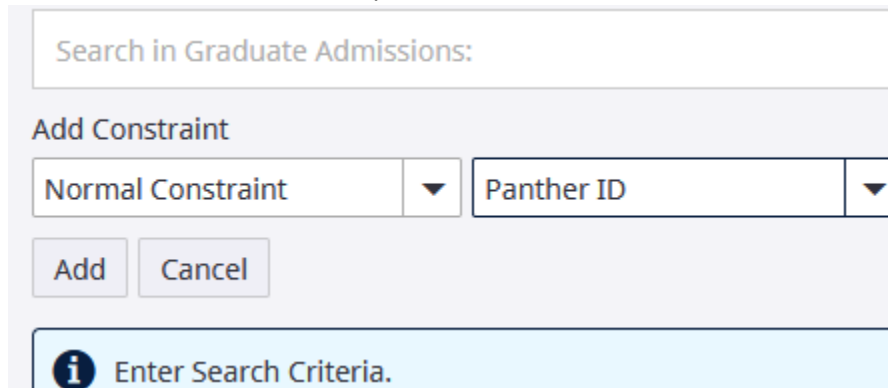 Search in Graduate Admissions:
Add Constraint
Normal Constraint Panther ID
Add Cancel
Enter Search Criteria.